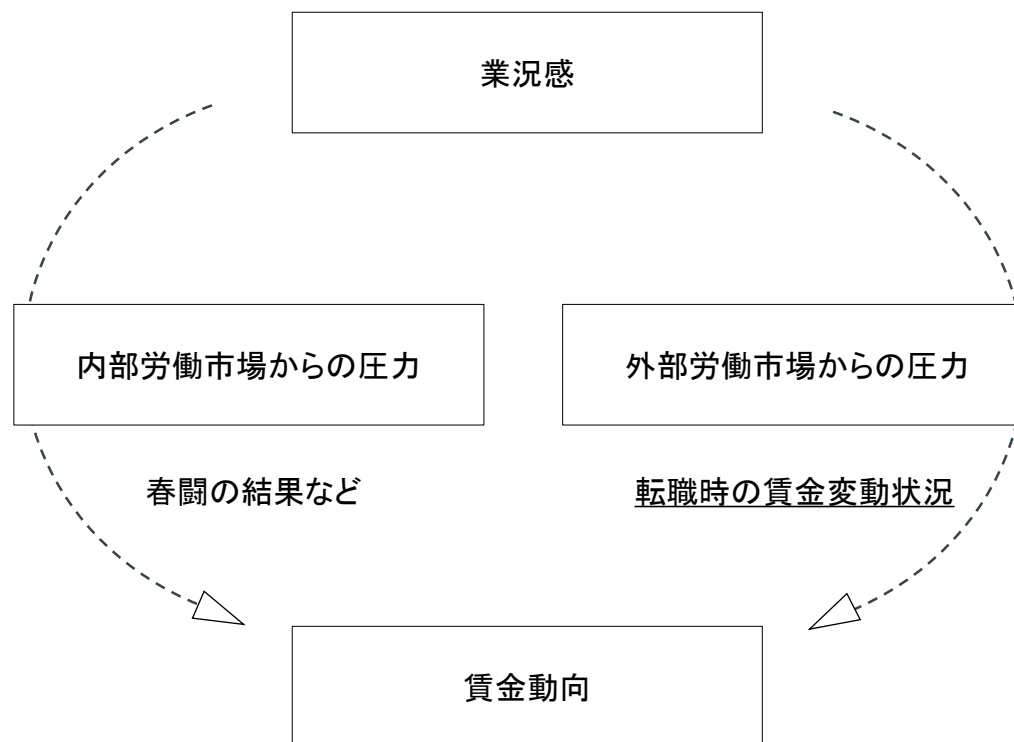 業況感
内部労働市場からの圧力
外部労働市場からの圧力
春闘の結果など
転職時の賃金変動状況
賃金動向